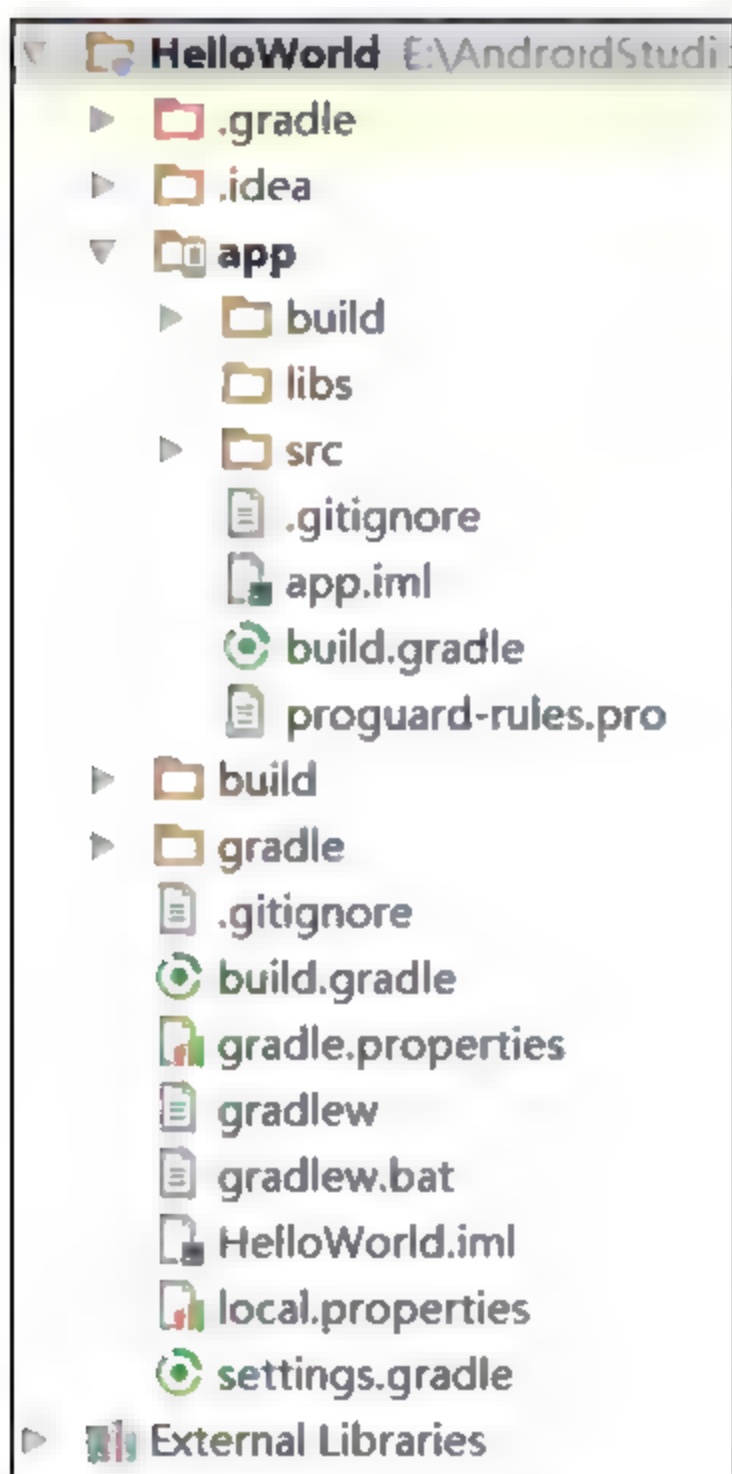 HelloWorld E:\AndroidStudi
.gradle
.idea
app
build
libs
src
.gitignore
app.iml
build.gradle
proguard-rules.pro
build
gradle
.gitignore
build.gradle
gradle.properties
gradlew
gradlew.bat
HelloWorld.iml
local.properties
settings.gradle
External Libraries